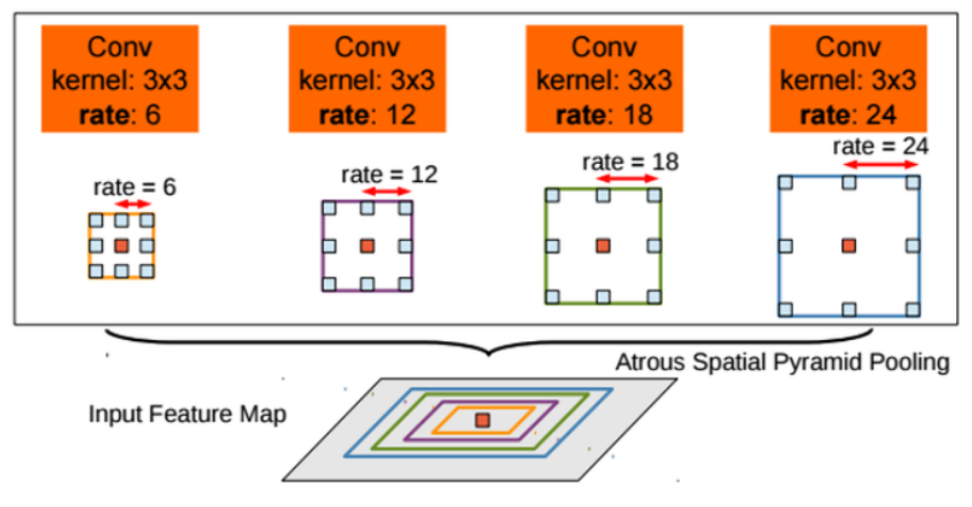 Conv
kernel: 3x3
rate: 6
Conv
kernel: 3x3
rate: 12
Conv
kernel: 3x3
rate: 18
Conv
kernel: 3x3
rate: 24
rate = 6
rate = 12
rate = 18
rate = 24
Atrous Spatial Pyramid Pooling
Input Feature Map